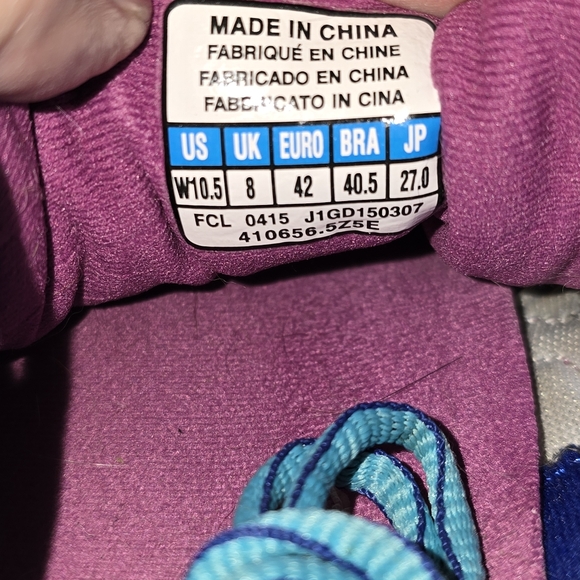 MADE IN CHINA
FABRIQUÉ EN CHINE
FABRICADO EN CHINA
FABBRICATO IN CINA
US UK EURO BRA JP
W10.5 8 42 40.5 27.0
FCL 0415 J1GD150307
410656.5Z5E